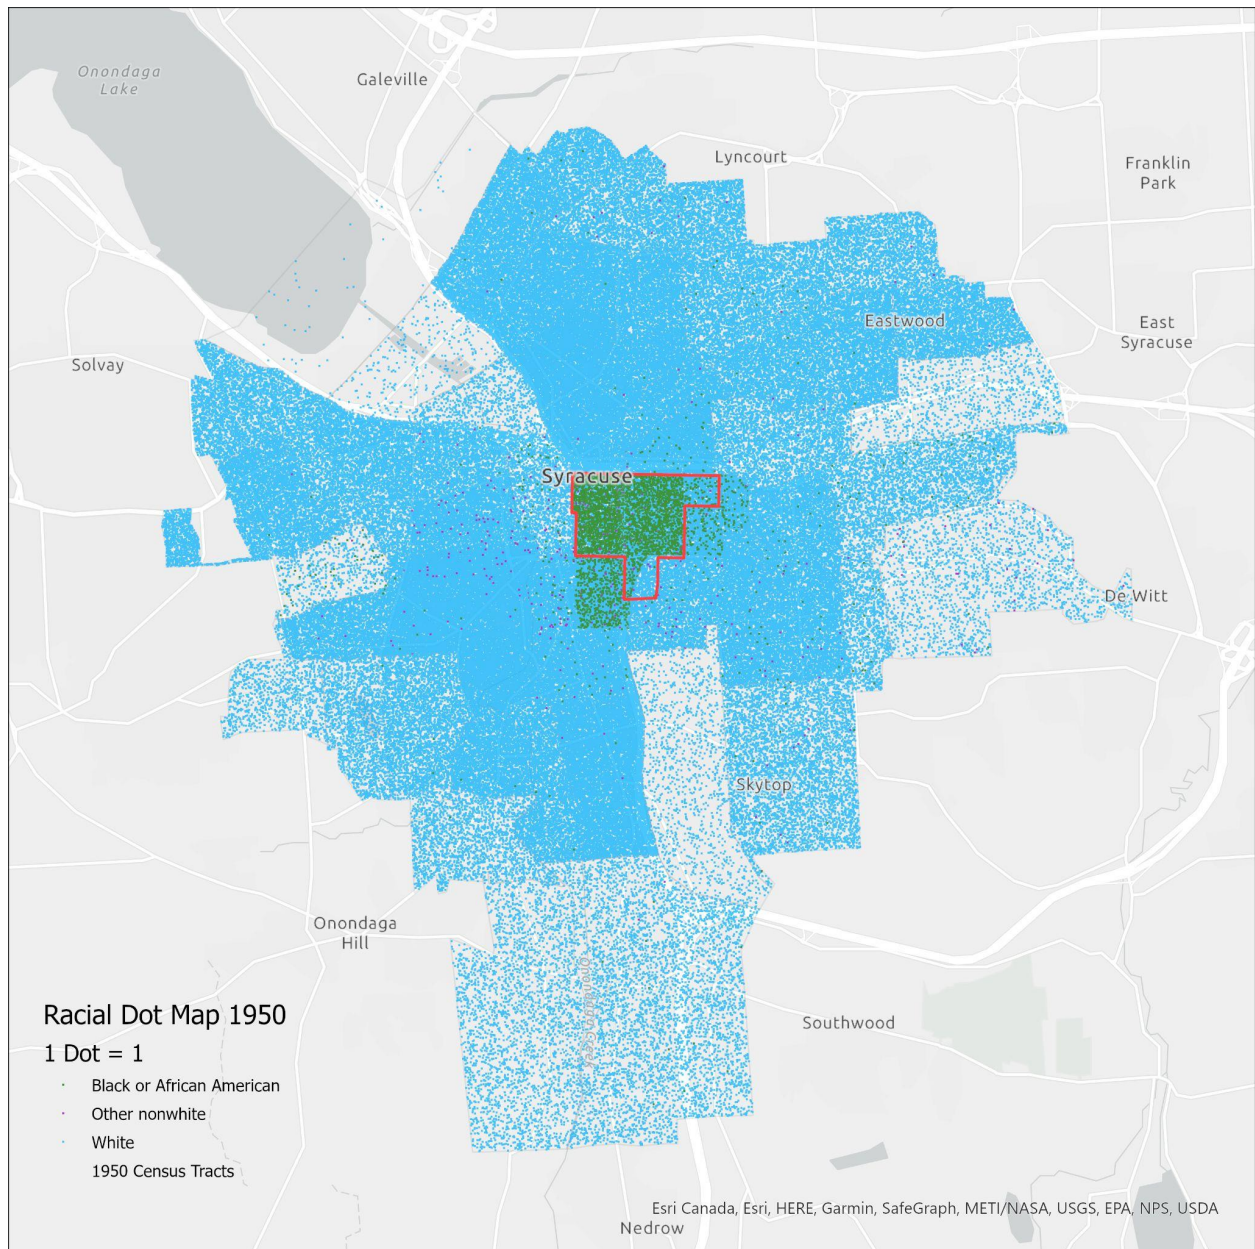 Onondaga
Lake
Galeville
Lyncourt
Franklin
Park
Eastwood
East
Syracuse
Solvay
Syracuse
De Witt
Skytop
Onondaga
Hill
Onondaga Creek
Southwood
Nedrow
Racial Dot Map 1950
1 Dot = 1
Black or African American
Other nonwhite
White
1950 Census Tracts
Esri Canada, Esri, HERE, Garmin, SafeGraph, METI/NASA, USGS, EPA, NPS, USDA